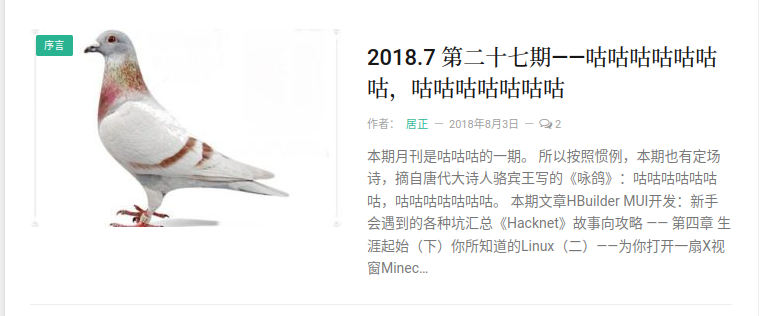 序言
2018.7 第二十七期——咕咕咕咕咕咕
咕，咕咕咕咕咕咕咕
作者： 居正 — 2018年8月3日 — 2
本期月刊是咕咕咕的一期。 所以按照惯例，本期也有定场
诗，摘自唐代大诗人骆宾王写的《咏鸽》：咕咕咕咕咕咕
咕，咕咕咕咕咕咕咕。 本期文章HBuilder MUI开发：新手
会遇到的各种坑汇总《Hacknet》故事向攻略 —— 第四章 生
涯起始（下）你所知道的Linux（二）——为你打开一扇X视
窗Minec...